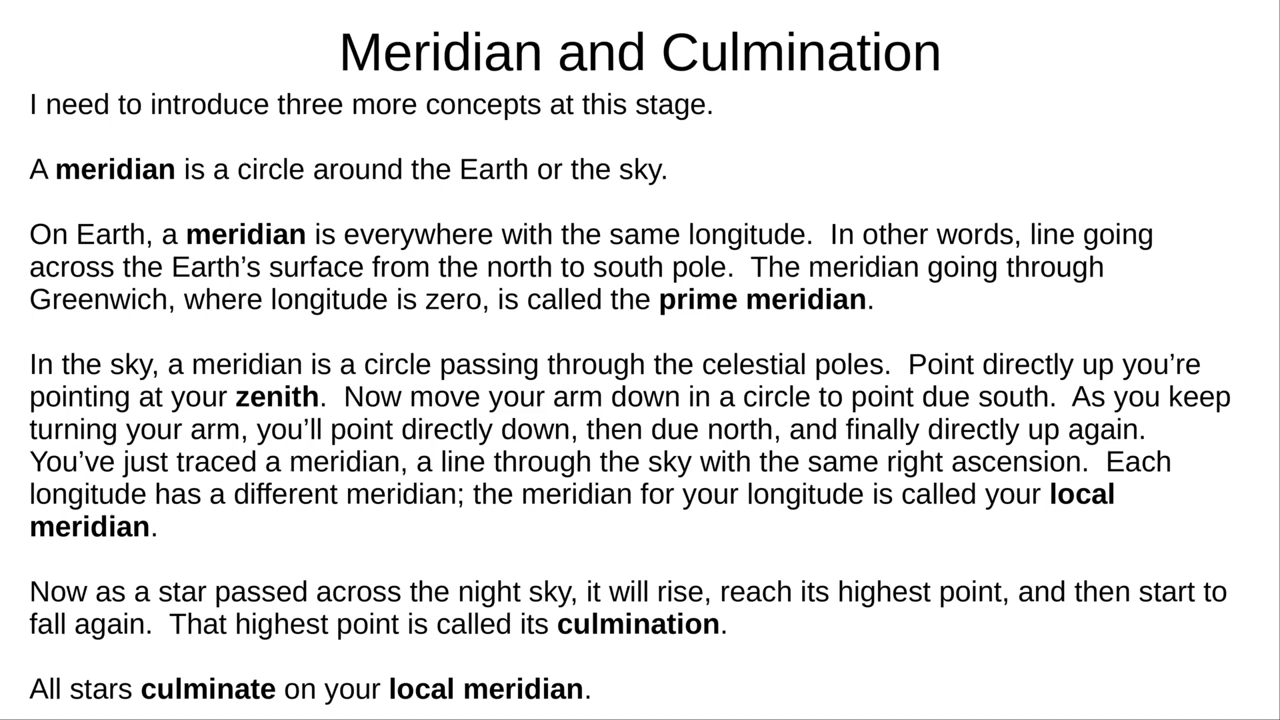 Meridian and Culmination
I need to introduce three more concepts at this stage.
A meridian is a circle around the Earth or the sky.
On Earth, a meridian is everywhere with the same longitude.  In other words, line going
across the Earth’s surface from the north to south pole.  The meridian going through
Greenwich, where longitude is zero, is called the prime meridian.
In the sky, a meridian is a circle passing through the celestial poles.  Point directly up you’re
pointing at your zenith.  Now move your arm down in a circle to point due south.  As you keep
turning your arm, you’ll point directly down, then due north, and finally directly up again.
You’ve just traced a meridian, a line through the sky with the same right ascension.  Each
longitude has a different meridian; the meridian for your longitude is called your local
meridian.
Now as a star passed across the night sky, it will rise, reach its highest point, and then start to
fall again.  That highest point is called its culmination.
All stars culminate on your local meridian.